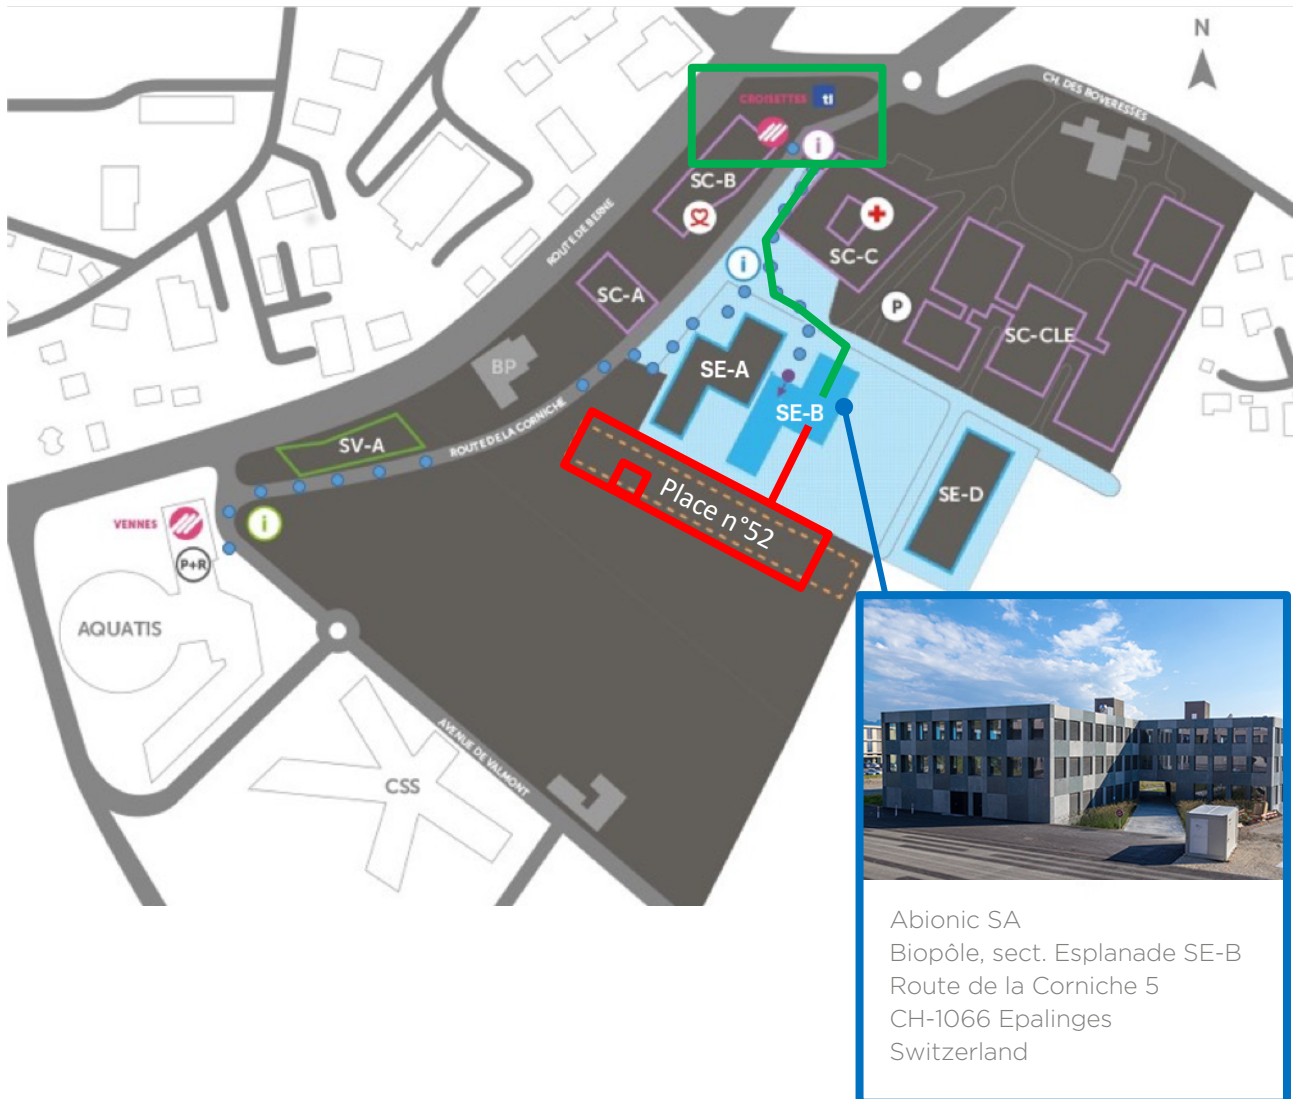 N
CH. DES BOVERESSES
CROISETTES tl
i
SC-B
ROUTE DE BERNE
SC-C
i
SC-A
P
SC-CLE
BP
SE-A
SE-B
ROUTE DE LA CORNICHE
SV-A
Place n°52
SE-D
VENNES
i
P+R
AQUATIS
AVENUE DE VALMONT
CSS
Abionic SA
Biopôle, sect. Esplanade SE-B
Route de la Corniche 5
CH-1066 Epalinges
Switzerland